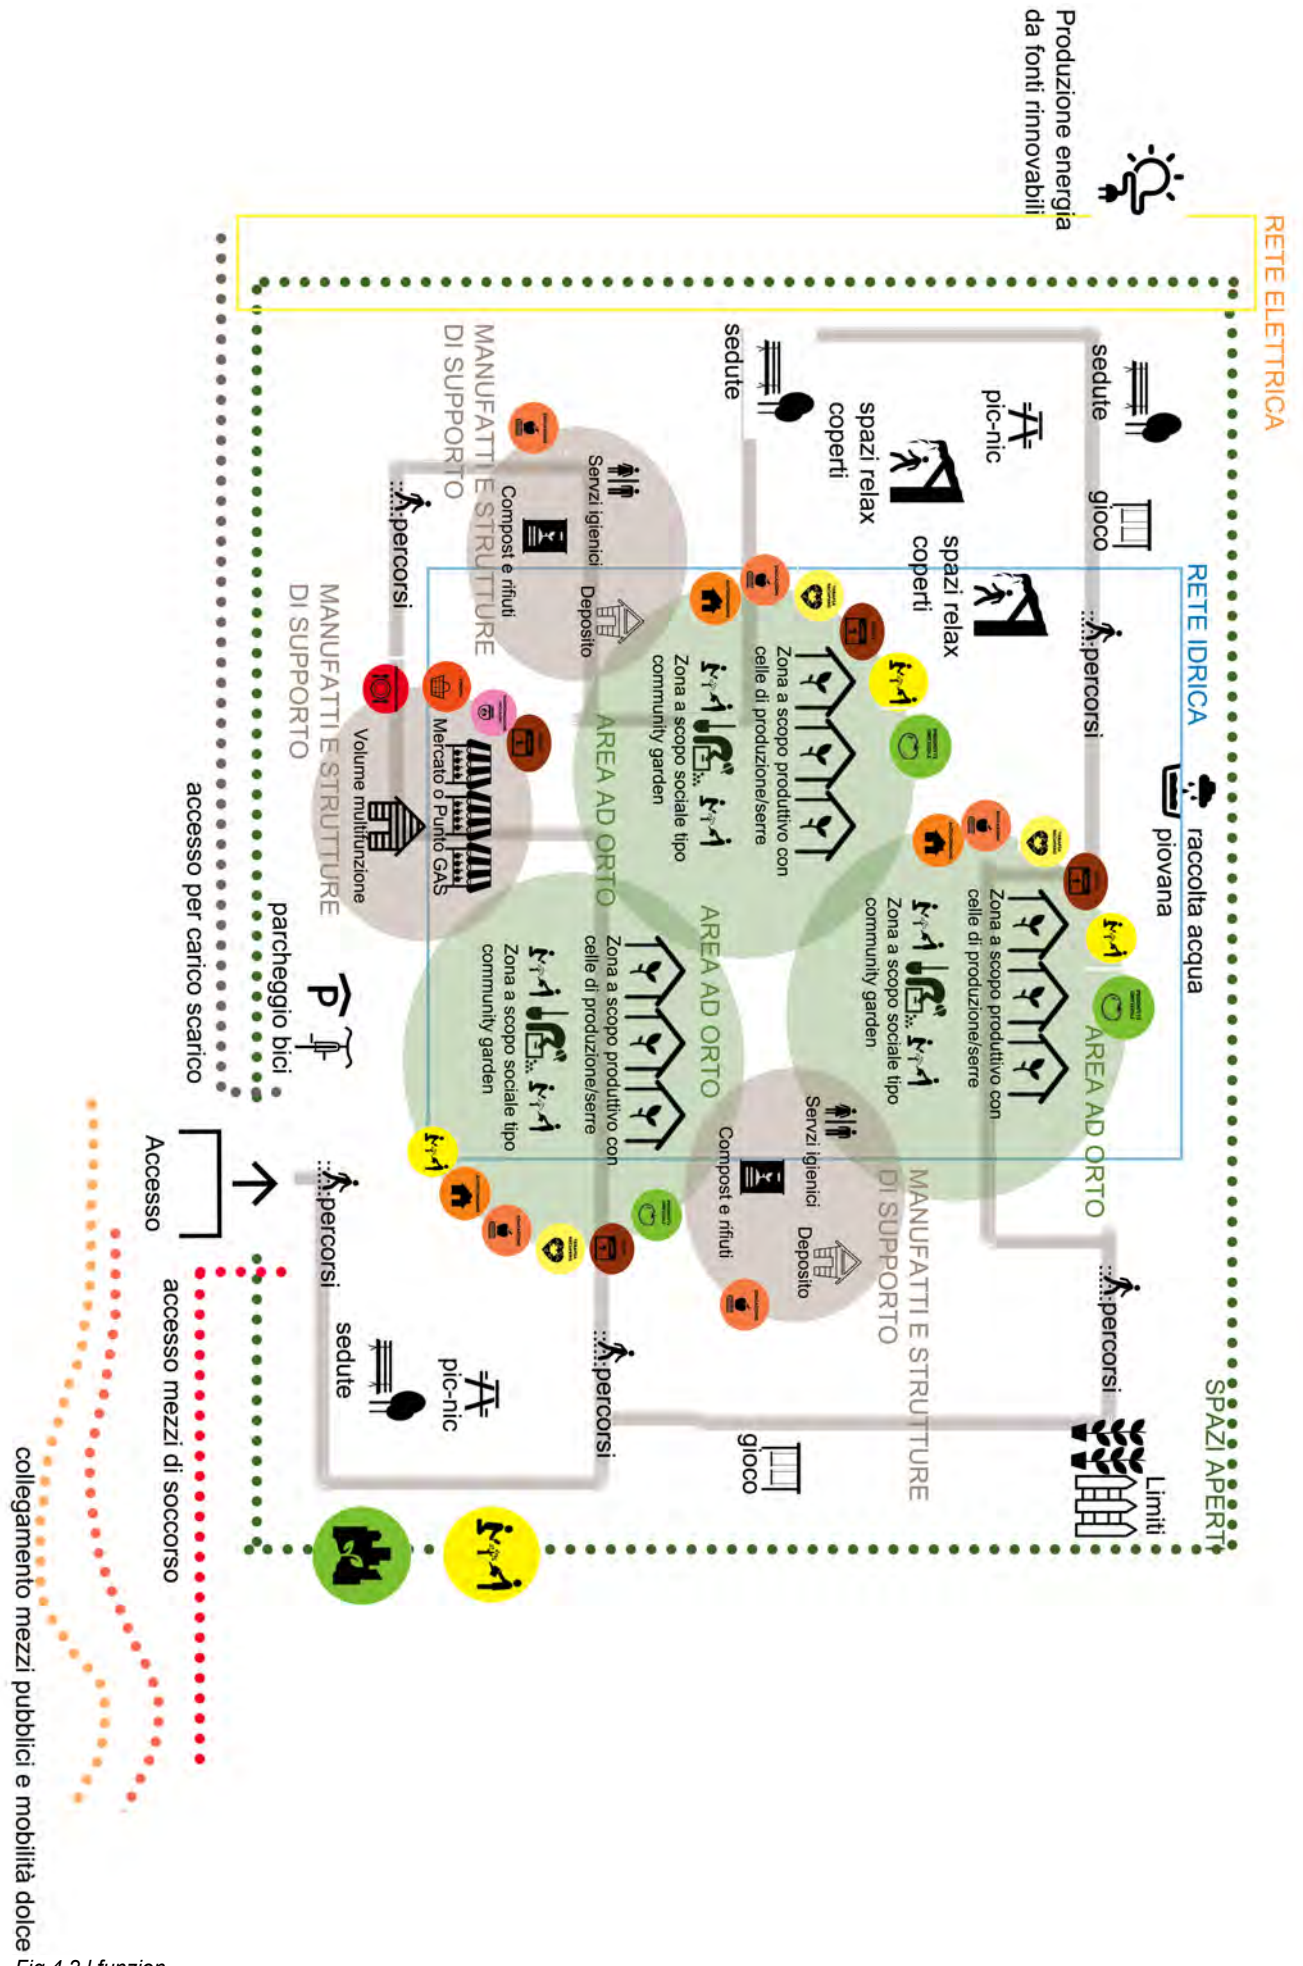 RETE ELETTRICA
Produzione energia
da fonti rinnovabili
RETE IDRICA
raccolta acqua
piovana
SPAZI APERTI
Limiti
sedute
pic-nic
gioco
percorsi
spazi relax
coperti
spazi relax
coperti
sedute
AREA AD ORTO
Zona a scopo produttivo con
celle di produzione/serre
Zona a scopo sociale tipo
community garden
percorsi
MANUFATTI E STRUTTURE
DI SUPPORTO
Servzi igienici
Compost e rifiuti
Deposito
AREA AD ORTO
Zona a scopo produttivo con
celle di produzione/serre
Zona a scopo sociale tipo
community garden
MANUFATTI E STRUTTURE
DI SUPPORTO
Servzi igienici
Compost e rifiuti
Deposito
gioco
percorsi
AREA AD ORTO
Zona a scopo produttivo con
celle di produzione/serre
Zona a scopo sociale tipo
community garden
percorsi
MANUFATTI E STRUTTURE
DI SUPPORTO
Mercato o Punto GAS
Volume multifunzione
pic-nic
sedute
percorsi
parcheggio bici
P
accesso per carico scarico
Accesso
accesso mezzi di soccorso
collegamento mezzi pubblici e mobilità dolce